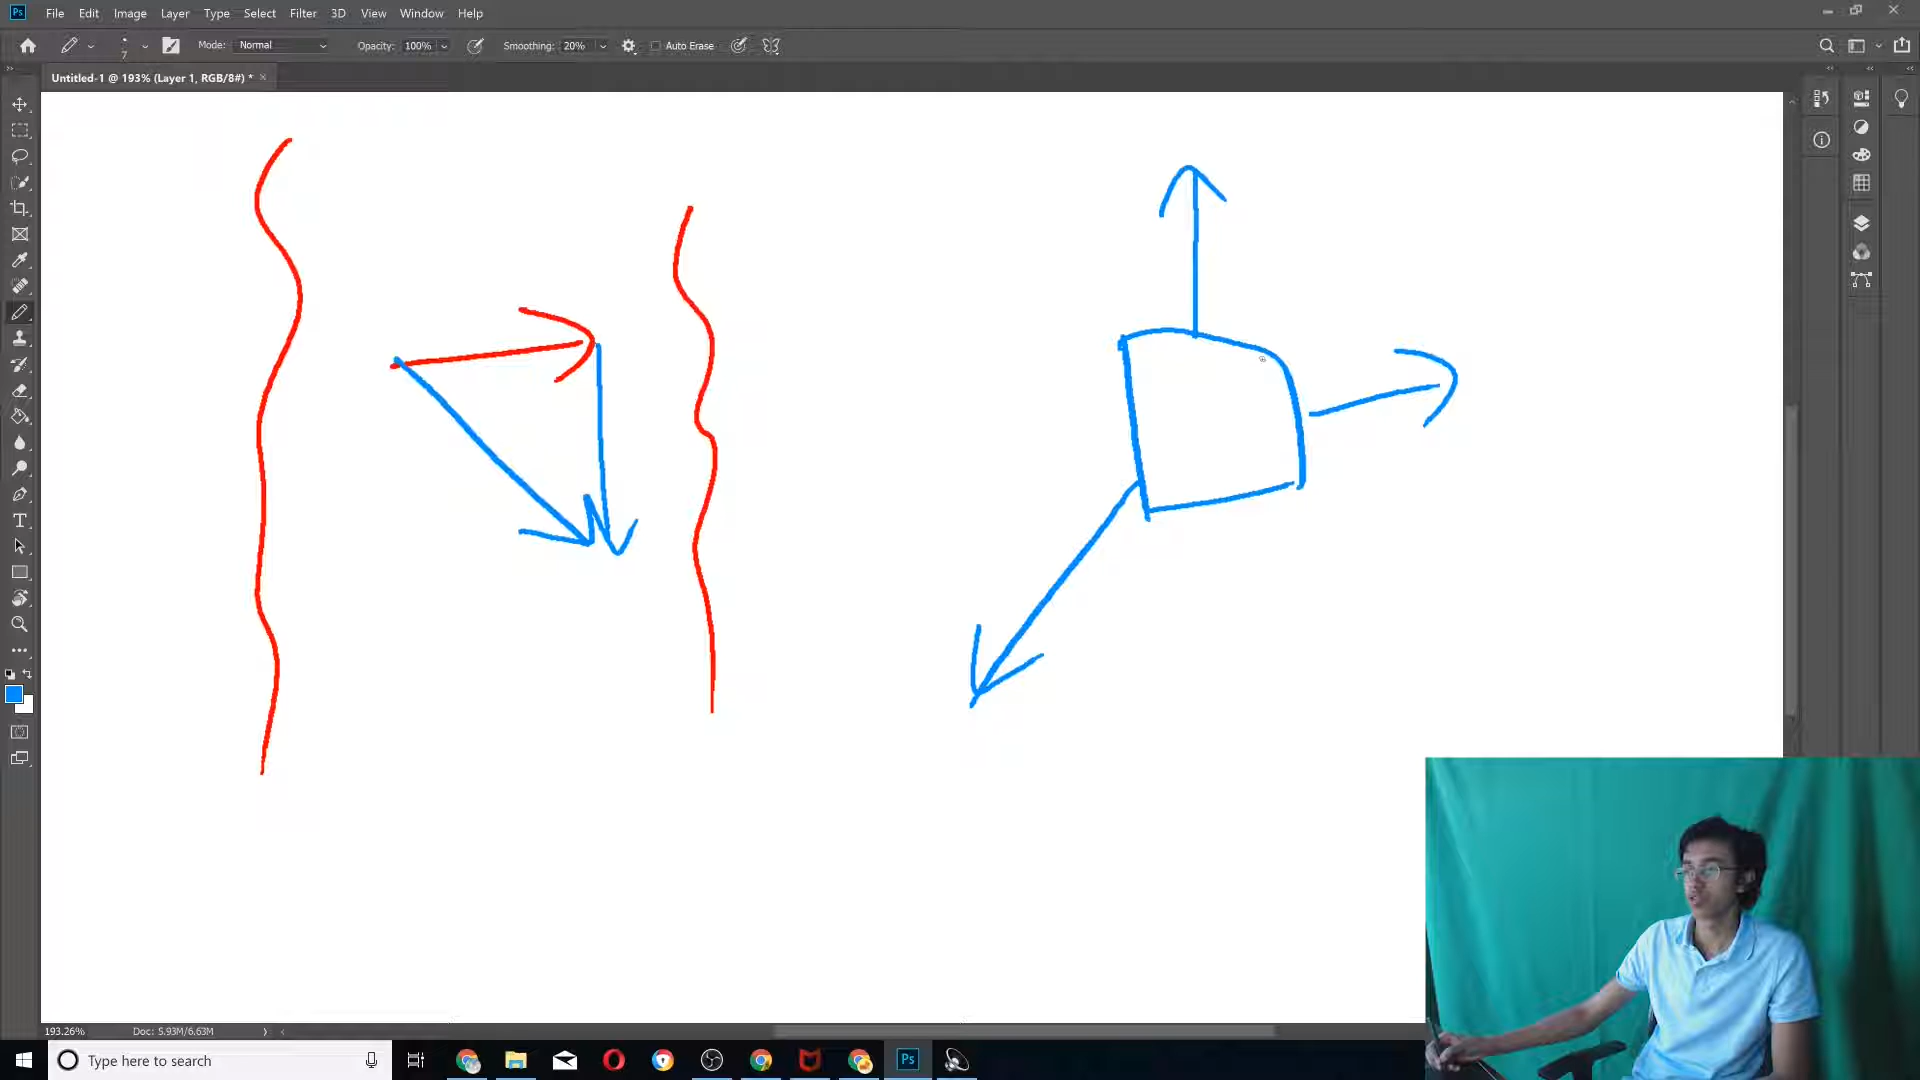 Ps File Edit Image Layer Type Select Filter 3D View Window Help
7 Mode: Normal Opacity: 100% Smoothing: 20% Auto Erase
Untitled-1 @ 193% (Layer 1, RGB/8#) *
193.26% Doc: 5.93M/6.63M
Type here to search
Ps